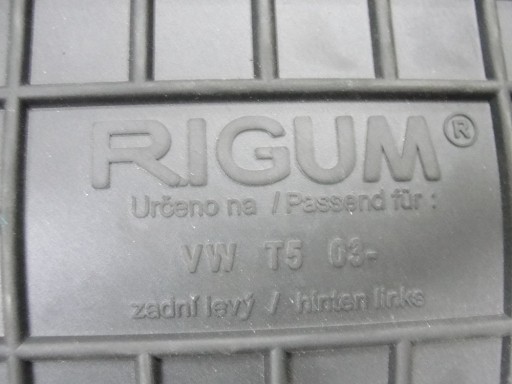 RIGUM®
Určeno na / Passend für :
VW T5 03-
zadní levý / hinten links